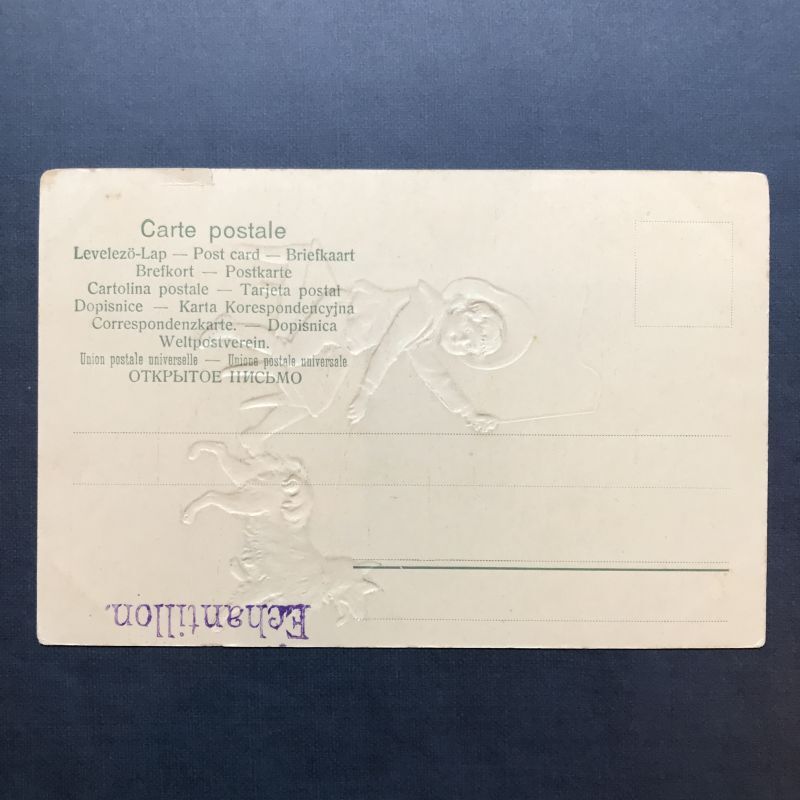 Carte postale
Levelező-Lap — Post card — Briefkaart
Brefkort — Postkarte
Cartolina postale — Tarjeta postal
Dopisnice — Karta Korespondencyjna
Correspondenzkarte. — Dopisnica
Weltpostverein.
Union postale universelle — Unione postale universale
ОТКРЫТОЕ ПИСЬМО
Echantillon.